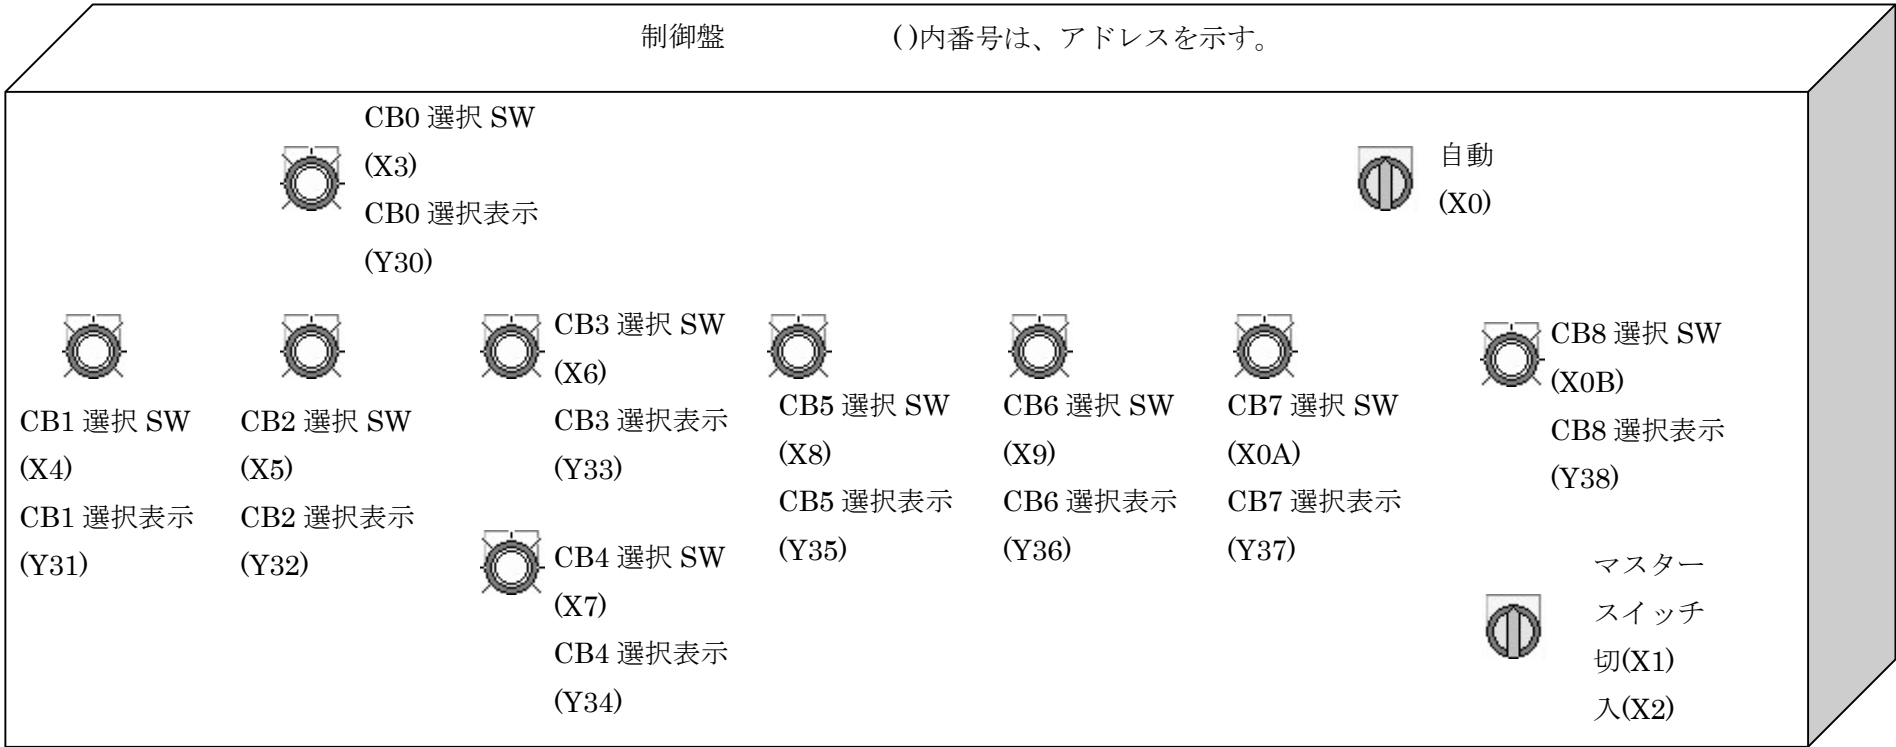 制御盤
()内番号は、アドレスを示す。
CB0 選択 SW
(X3)
CB0 選択表示
(Y30)
自動
(X0)
CB1 選択 SW
(X4)
CB1 選択表示
(Y31)
CB2 選択 SW
(X5)
CB2 選択表示
(Y32)
CB3 選択 SW
(X6)
CB3 選択表示
(Y33)
CB4 選択 SW
(X7)
CB4 選択表示
(Y34)
CB5 選択 SW
(X8)
CB5 選択表示
(Y35)
CB6 選択 SW
(X9)
CB6 選択表示
(Y36)
CB7 選択 SW
(X0A)
CB7 選択表示
(Y37)
CB8 選択 SW
(X0B)
CB8 選択表示
(Y38)
マスター
スイッチ
切(X1)
入(X2)